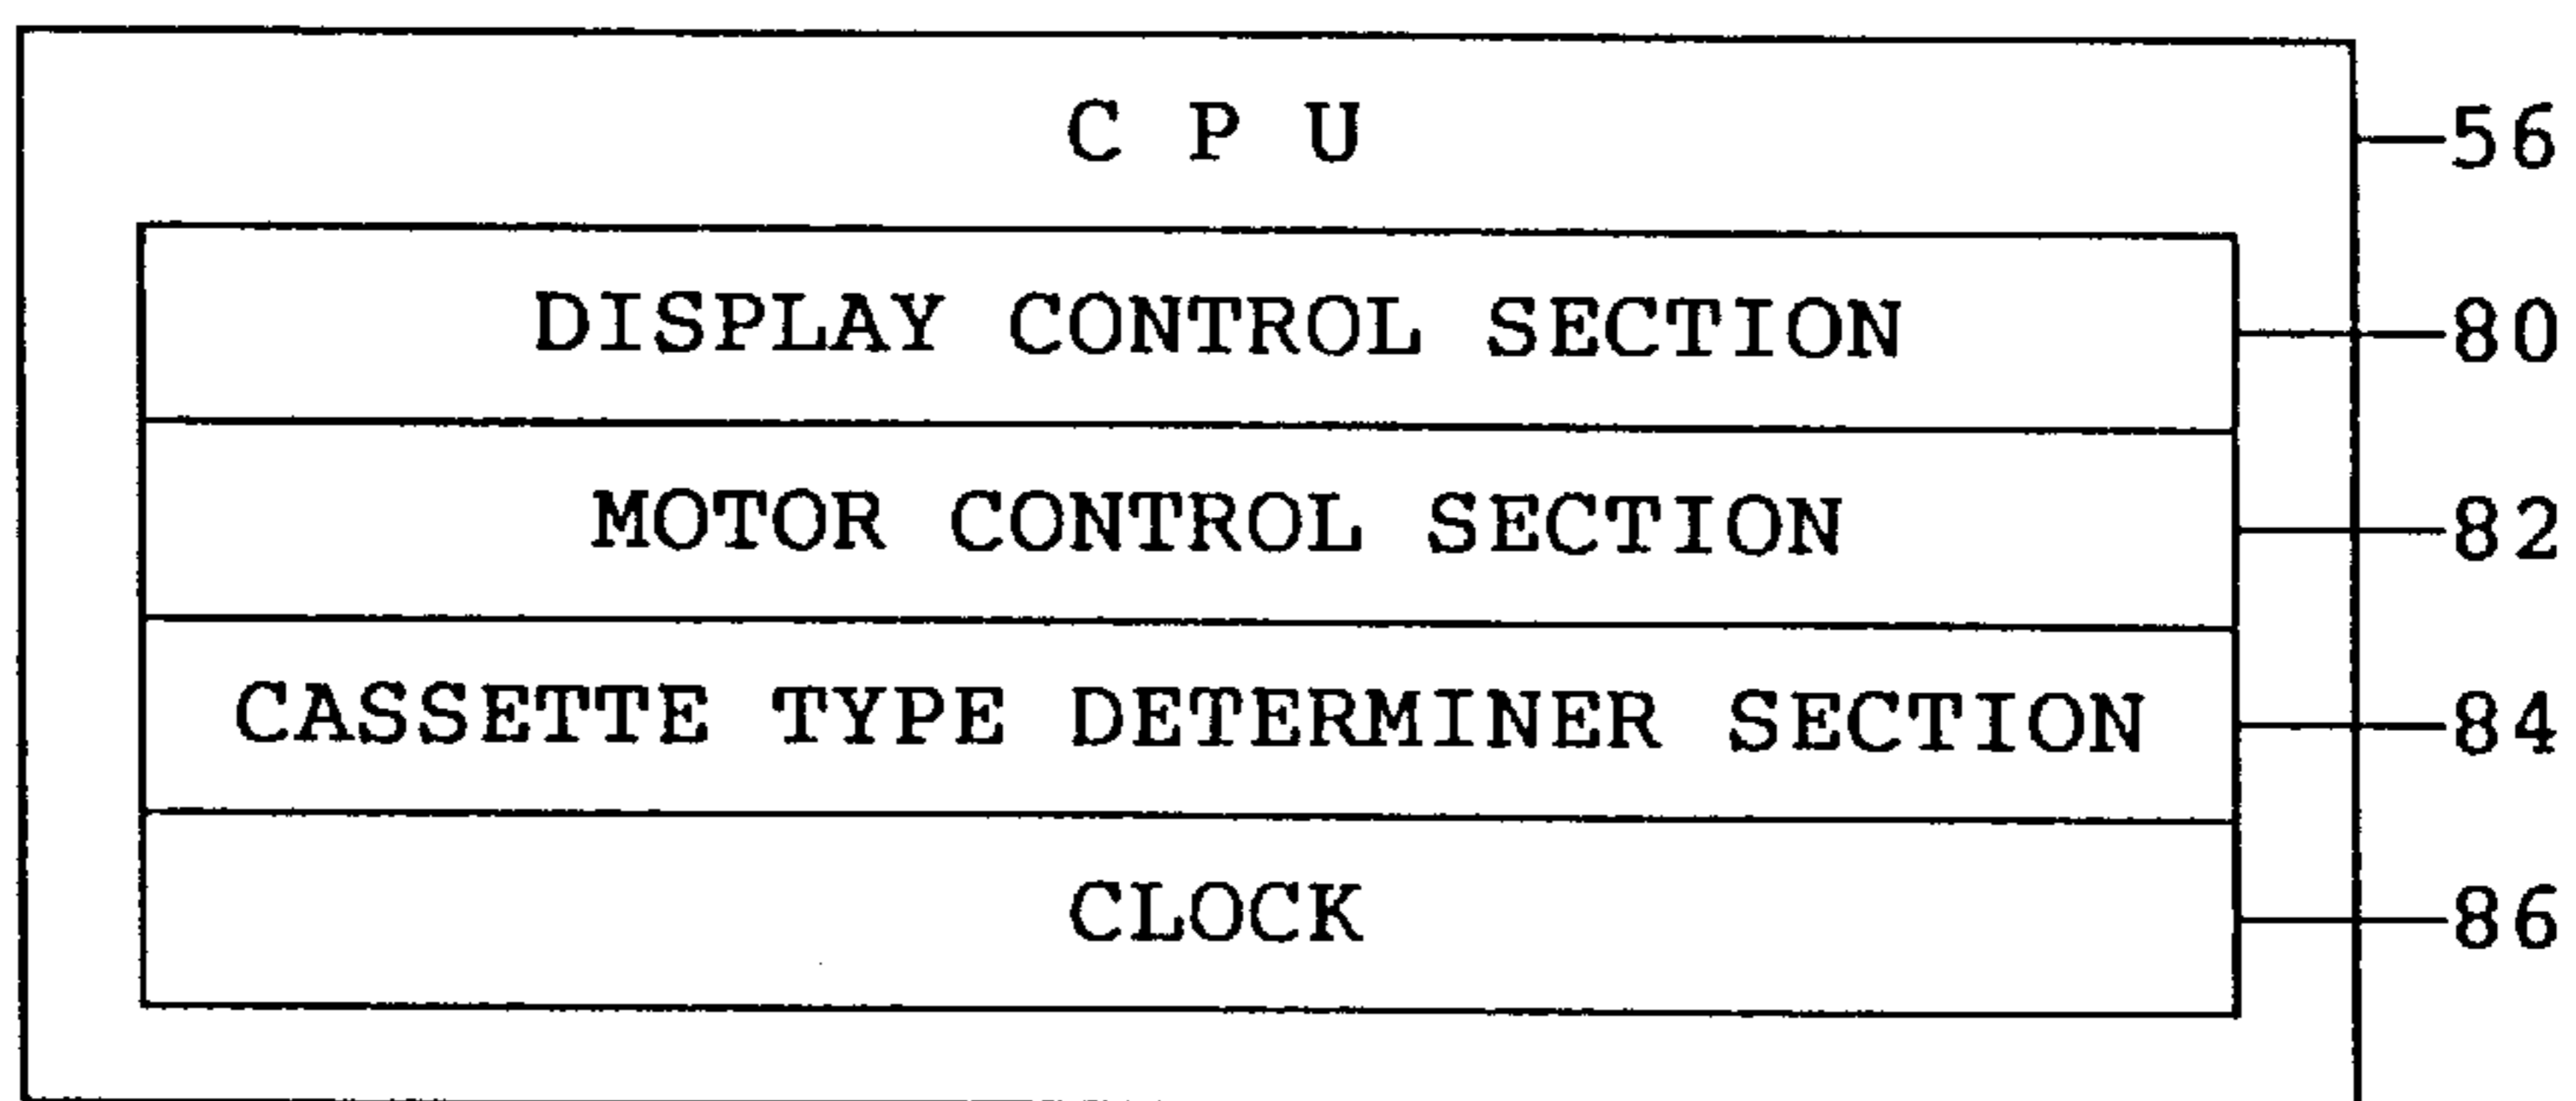 C P U 56
DISPLAY CONTROL SECTION 80
MOTOR CONTROL SECTION 82
CASSETTE TYPE DETERMINER SECTION 84
CLOCK 86